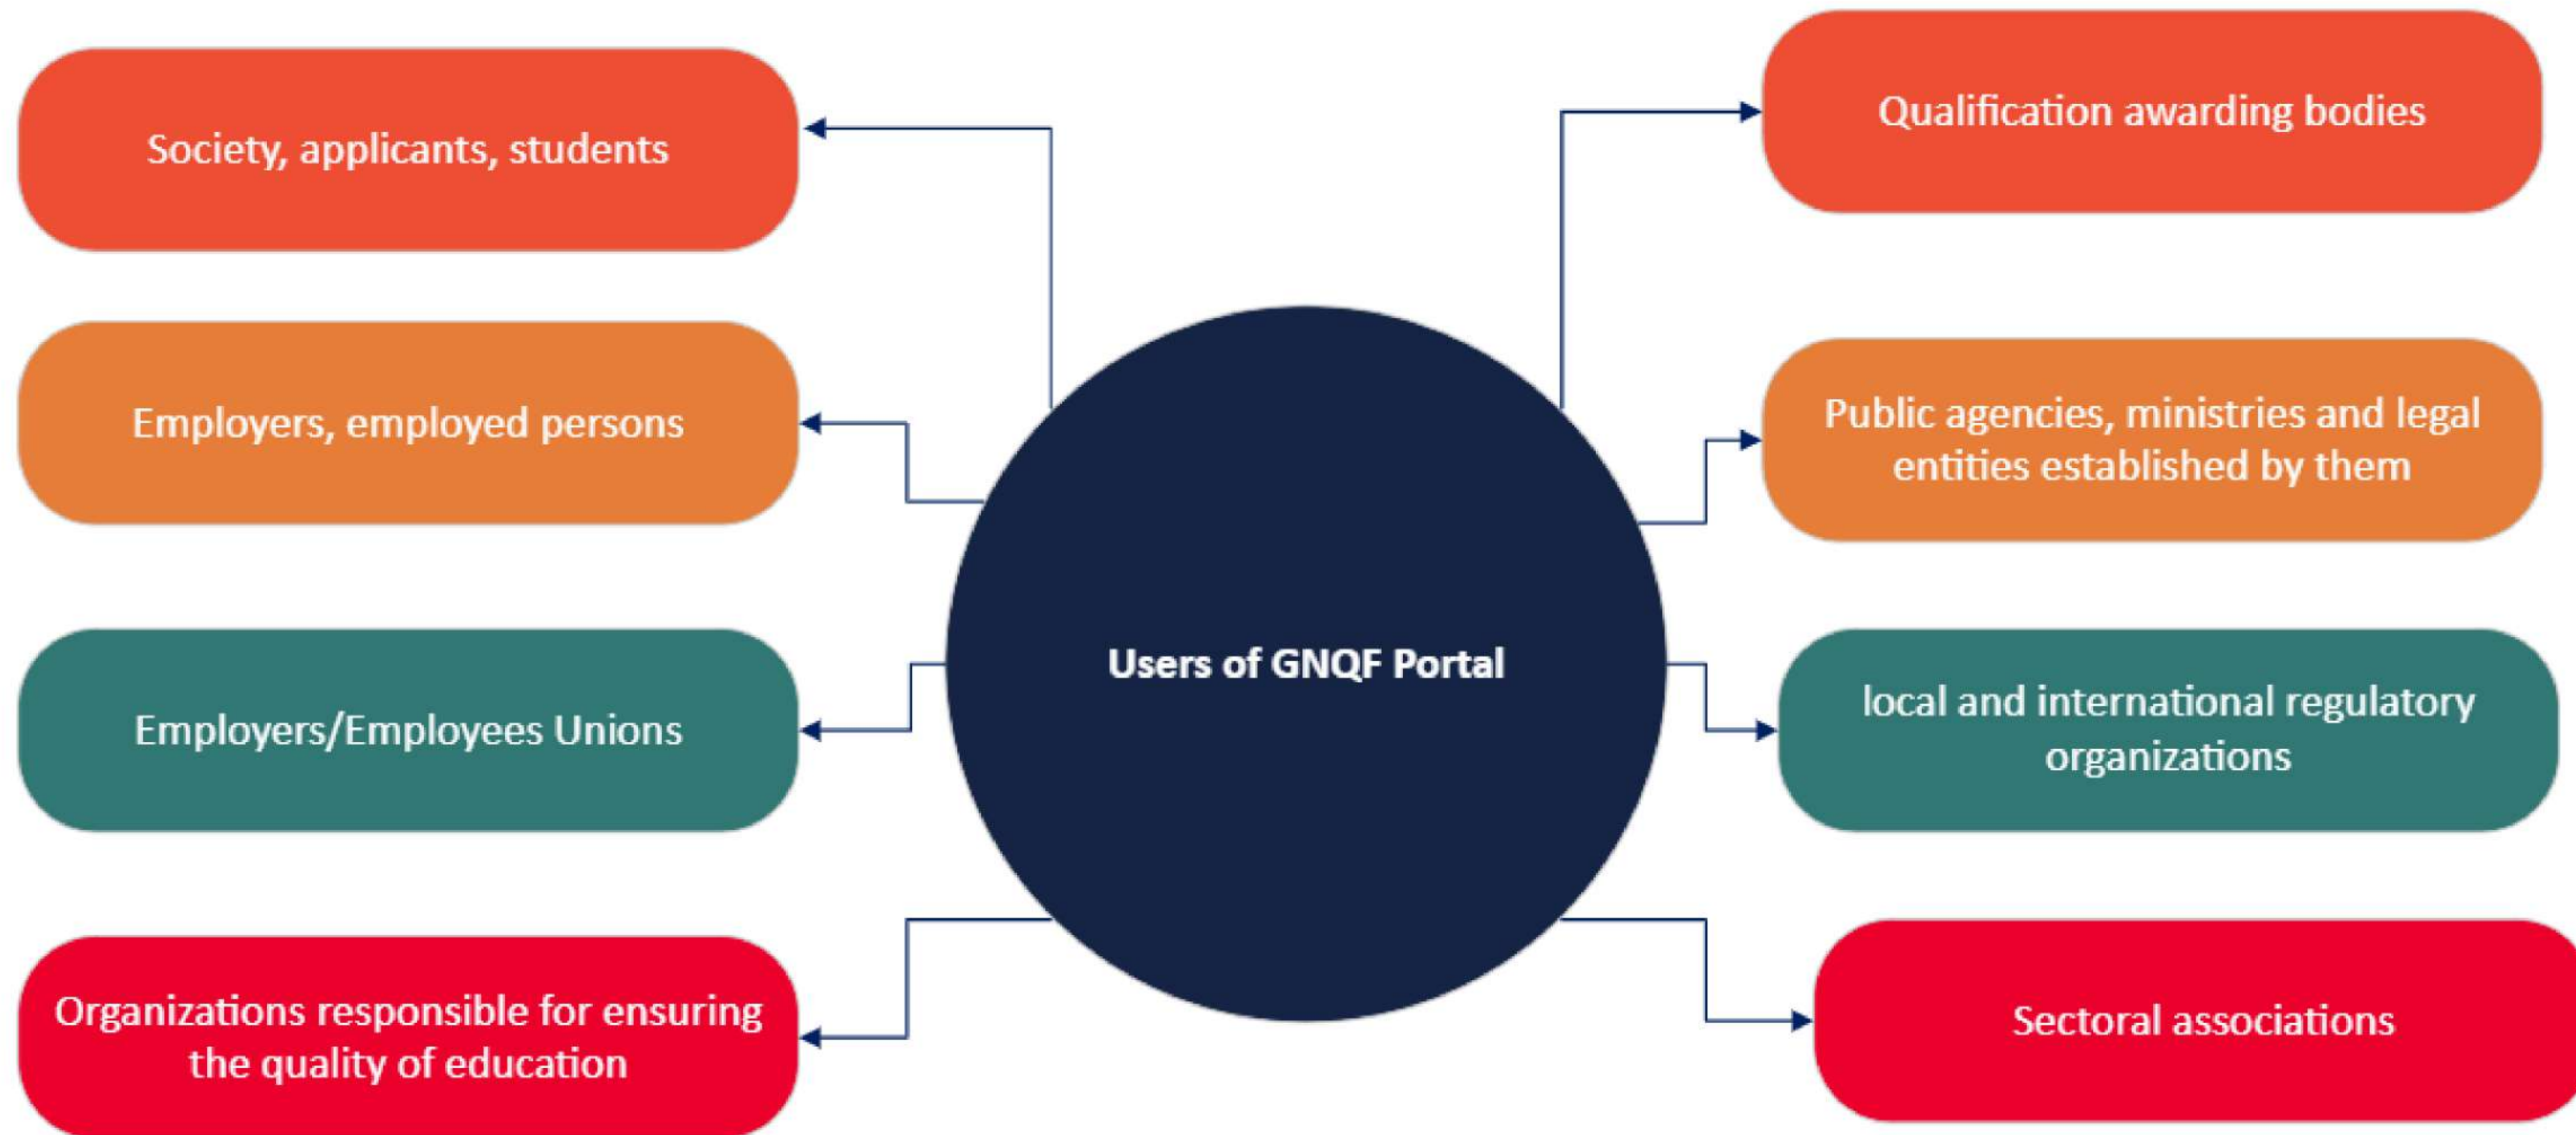 Society, applicants, students
Employers, employed persons
Employers/Employees Unions
Organizations responsible for ensuring
the quality of education
Users of GNQF Portal
Qualification awarding bodies
Public agencies, ministries and legal
entities established by them
local and international regulatory
organizations
Sectoral associations